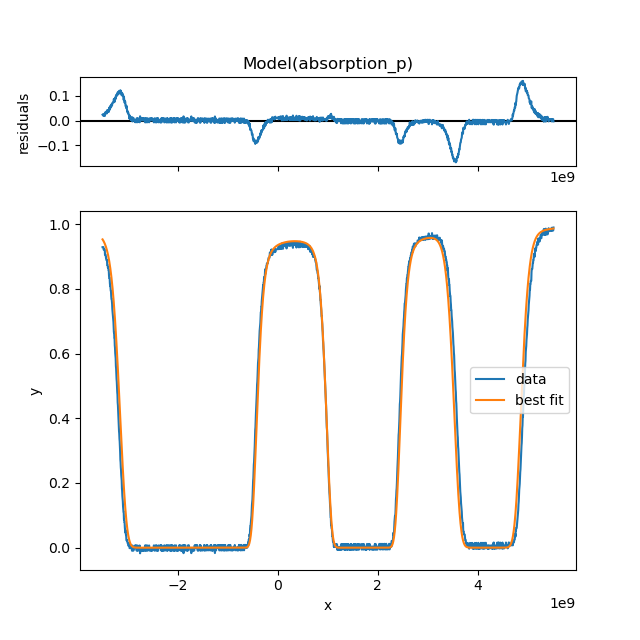 Model(absorption_p)
residuals
0.1
0.0
−0.1
1e9
y
1.0
0.8
0.6
0.4
0.2
0.0
data
best fit
−2
0
2
4
x
1e9